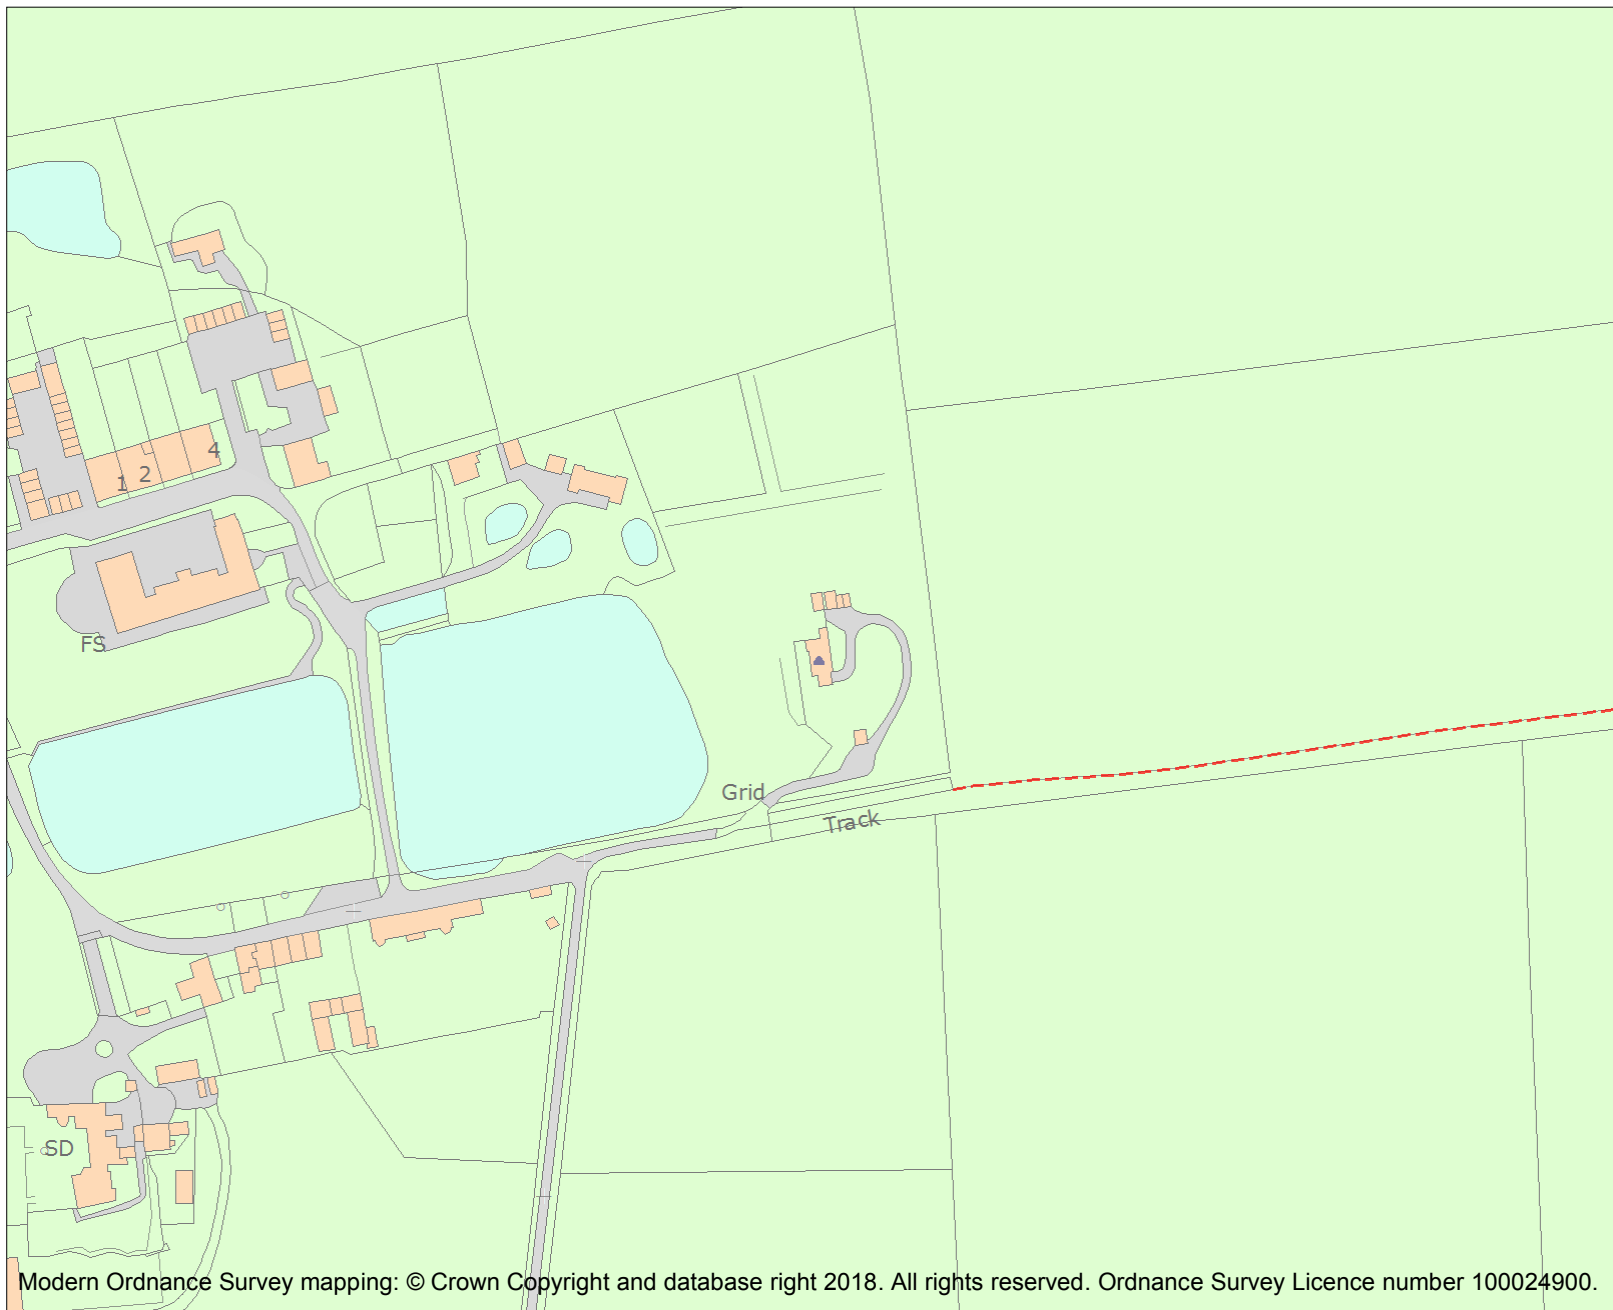 4
1 2
FS
Grid
Track
SD
Modern Ordnance Survey mapping: © Crown Copyright and database right 2018. All rights reserved. Ordnance Survey Licence number 100024900.